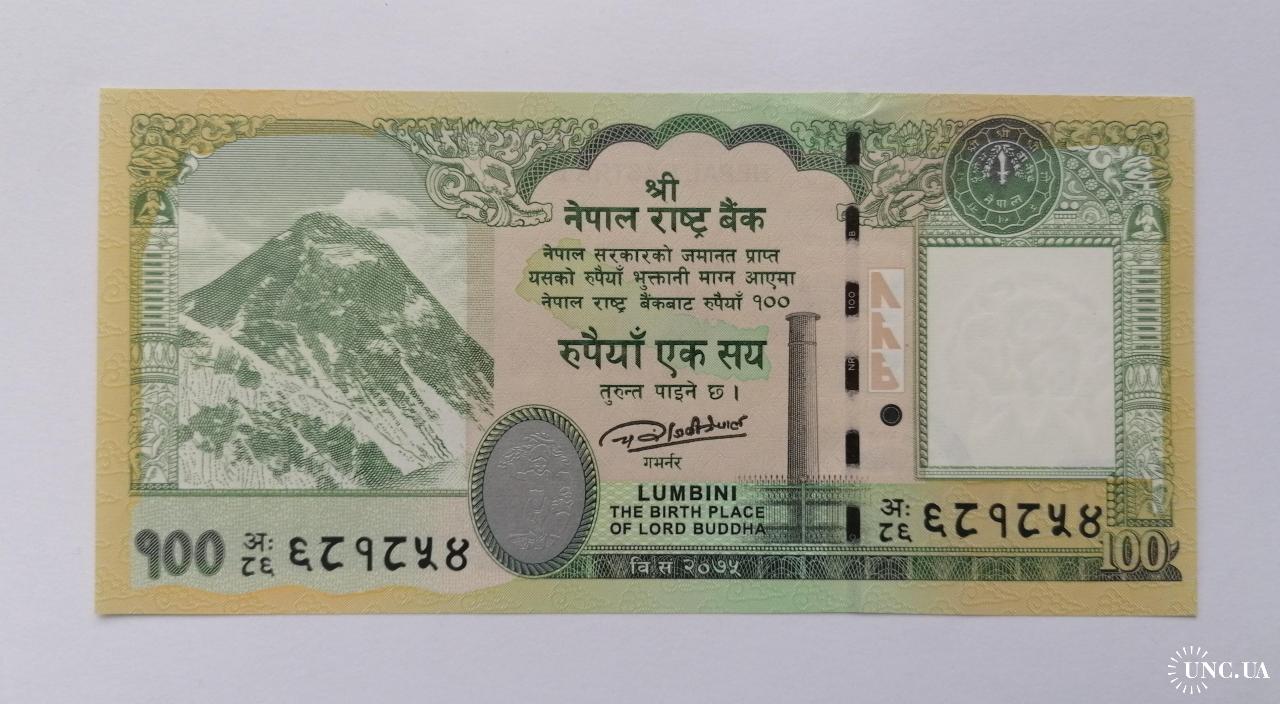 श्री
नेपाल राष्ट्र बैंक
नेपाल सरकारको जमानत प्राप्त
यसको रुपैयाँ भुक्तानी माग्न आएमा
नेपाल राष्ट्र बैंकबाट रुपैयाँ १००
रुपैयाँ एक सय
तुरुन्त पाइने छ ।
गभर्नर
LUMBINI
THE BIRTH PLACE
OF LORD BUDDHA
वि सं २०७५
१००
अः
८६ ६८१८५४
अः
८६ ६८१८५४
100
100
UNC.UA